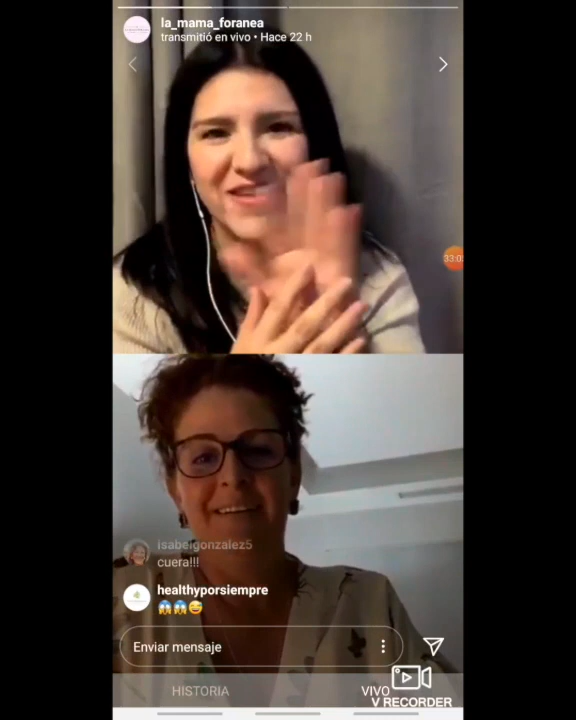 la_mama_foranea
transmitió en vivo • Hace 22 h
isabelgonzalez5
cuera!!!
healthyporsiempre
😱😱😅
Enviar mensaje
HISTORIA
VIVO
V RECORDER